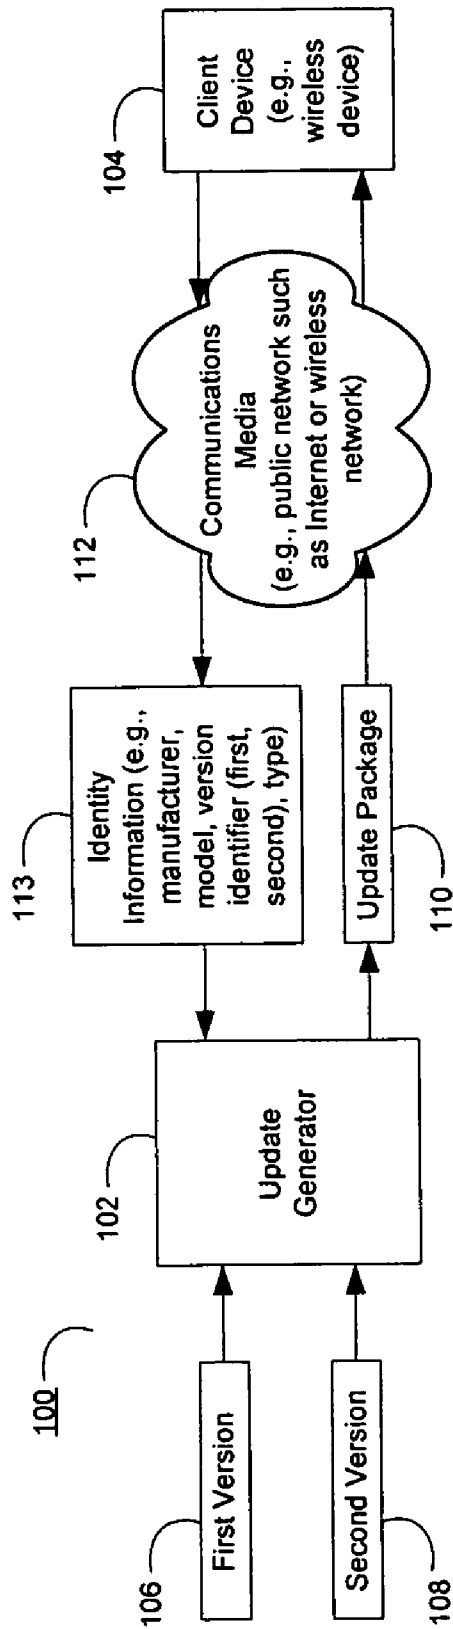 100
106
First Version
108
Second Version
102
Update
Generator
113
Identity
Information (e.g.,
manufacturer,
model, version
identifier (first,
second), type)
Update Package
110
112
Communications
Media
(e.g., public network such
as Internet or wireless
network)
104
Client
Device
(e.g.,
wireless
device)